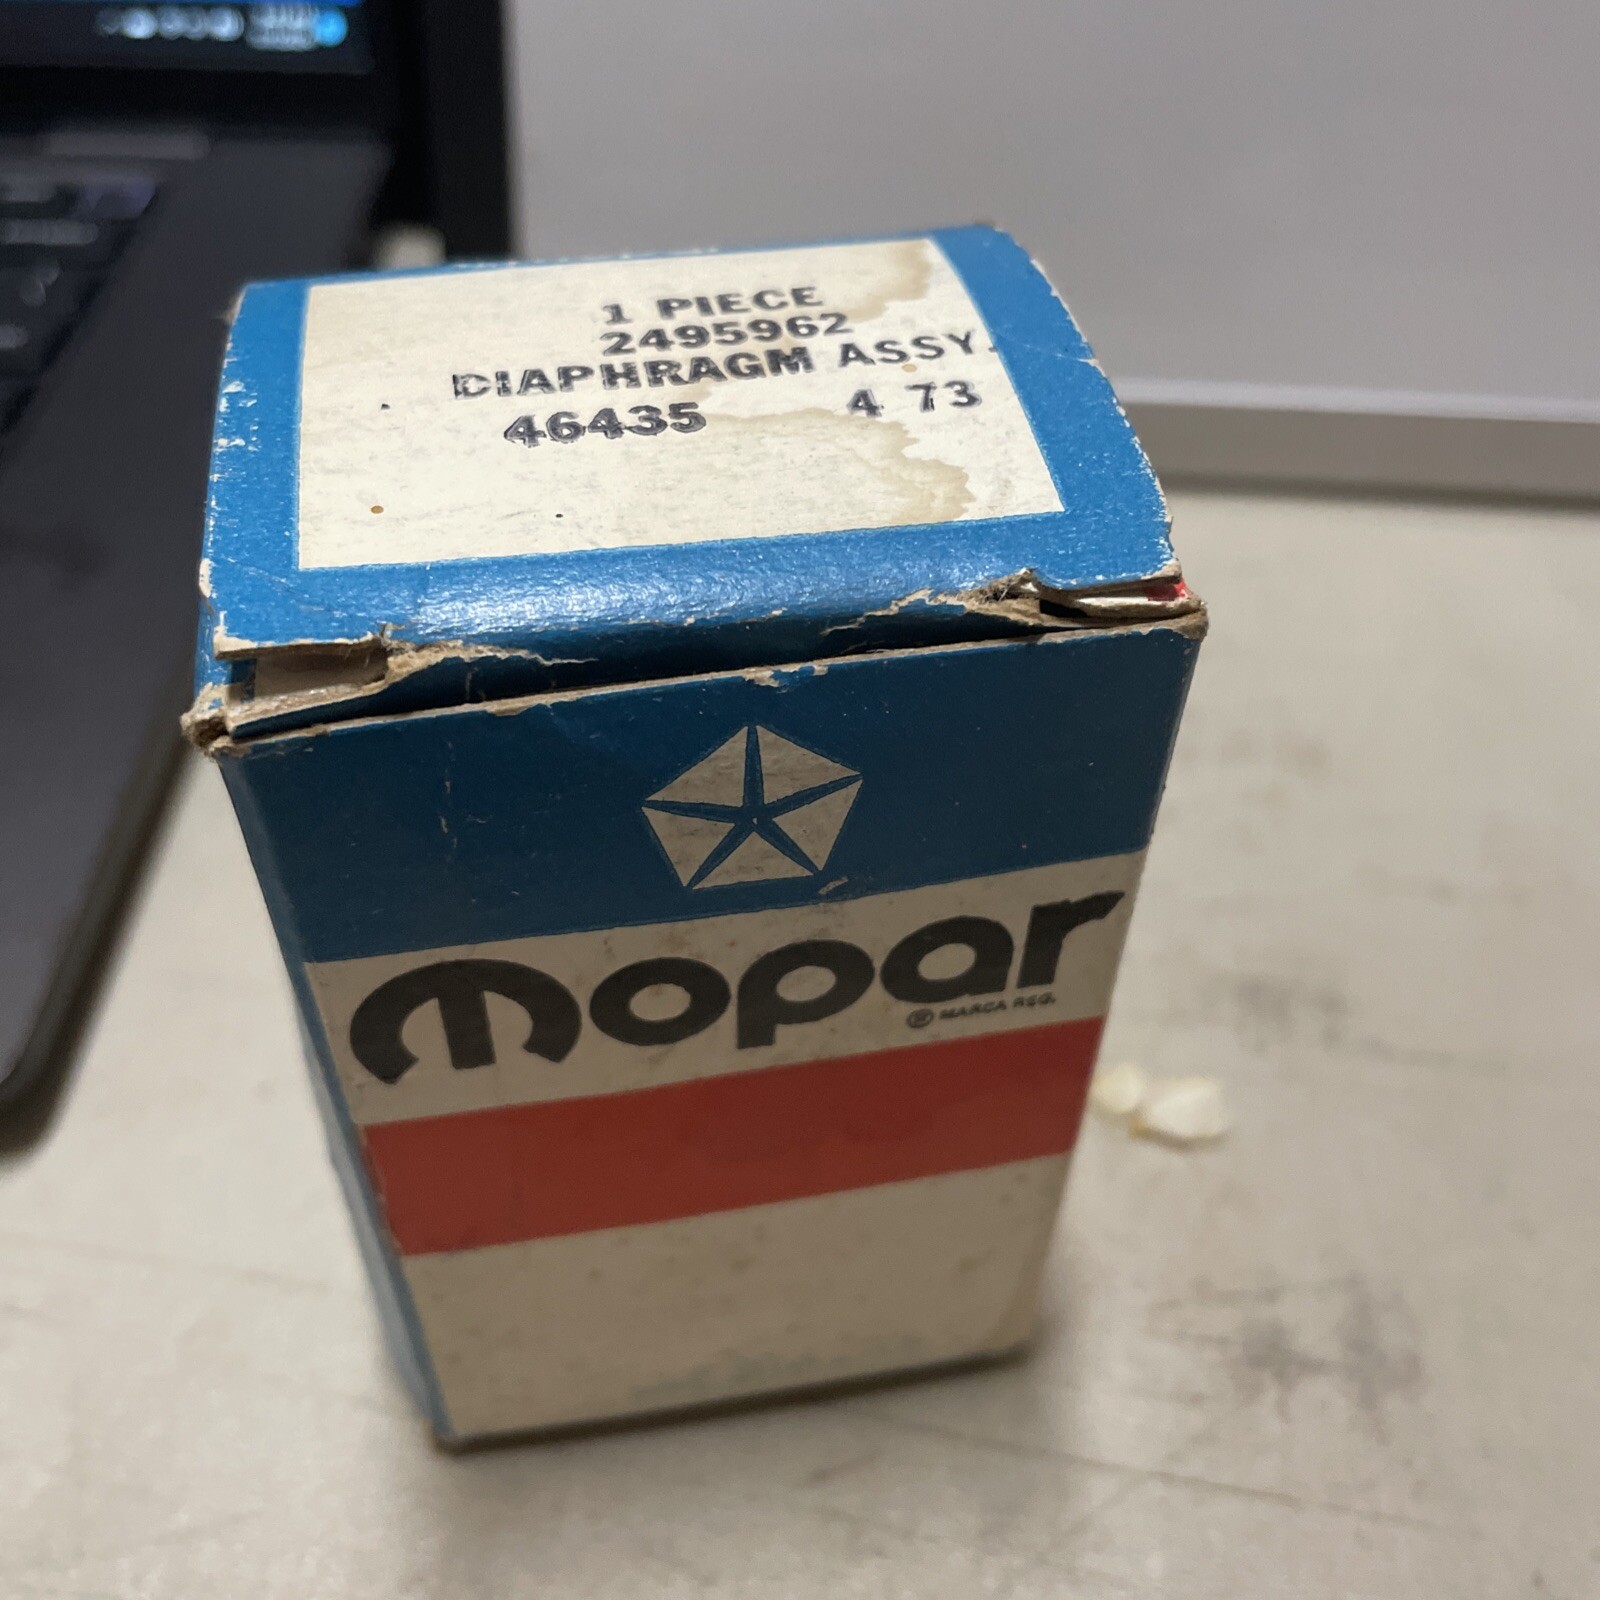 1 PIECE
2495962
DIAPHRAGM ASSY.
46435 4 73
mopar
® MARCA REG.